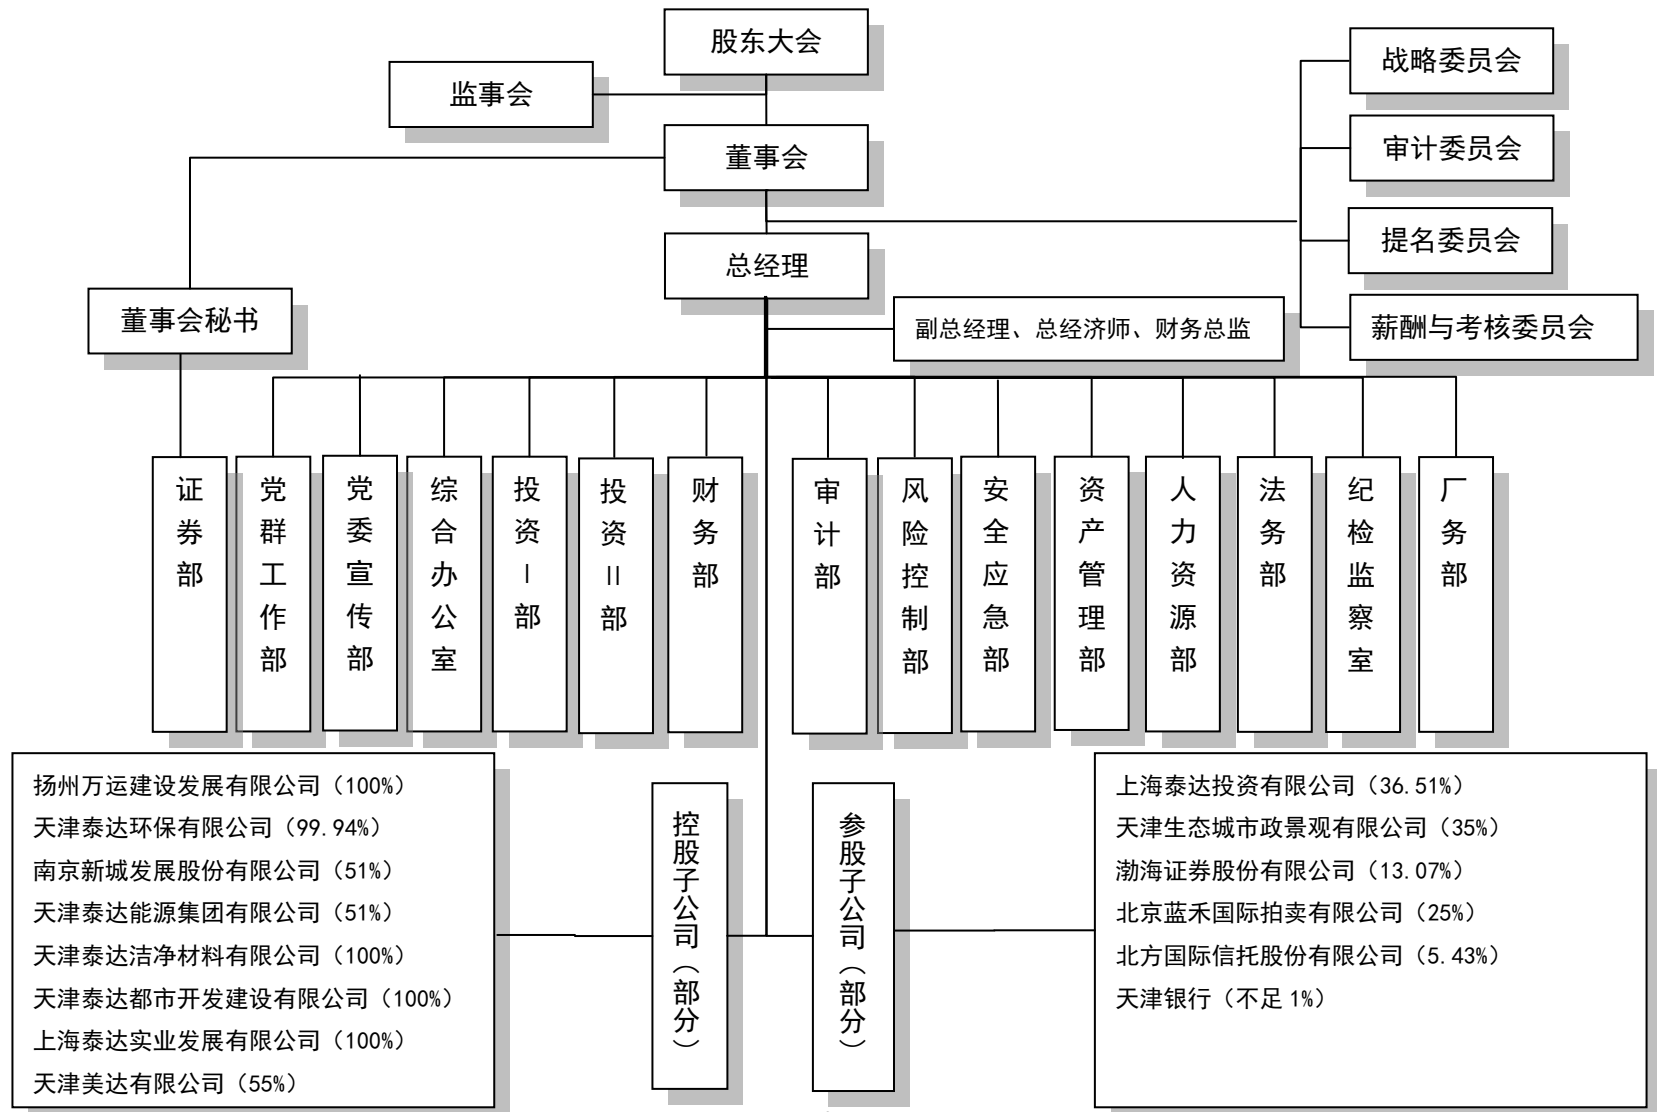 股东大会
监事会
董事会
总经理
董事会秘书
副总经理、总经济师、财务总监
战略委员会
审计委员会
提名委员会
薪酬与考核委员会
证券部
党群工作部
党委宣传部
综合办公室
投资Ⅰ部
投资Ⅱ部
财务部
审计部
风险控制部
安全应急部
资产管理部
人力资源部
法务部
纪检监察室
厂务部
扬州万运建设发展有限公司（100%）
天津泰达环保有限公司（99.94%）
南京新城发展股份有限公司（51%）
天津泰达能源集团有限公司（51%）
天津泰达洁净材料有限公司（100%）
天津泰达都市开发建设有限公司（100%）
上海泰达实业发展有限公司（100%）
天津美达有限公司（55%）
控股子公司（部分）
参股子公司（部分）
上海泰达投资有限公司（36.51%）
天津生态城市政景观有限公司（35%）
渤海证券股份有限公司（13.07%）
北京蓝禾国际拍卖有限公司（25%）
北方国际信托股份有限公司（5.43%）
天津银行（不足1%）